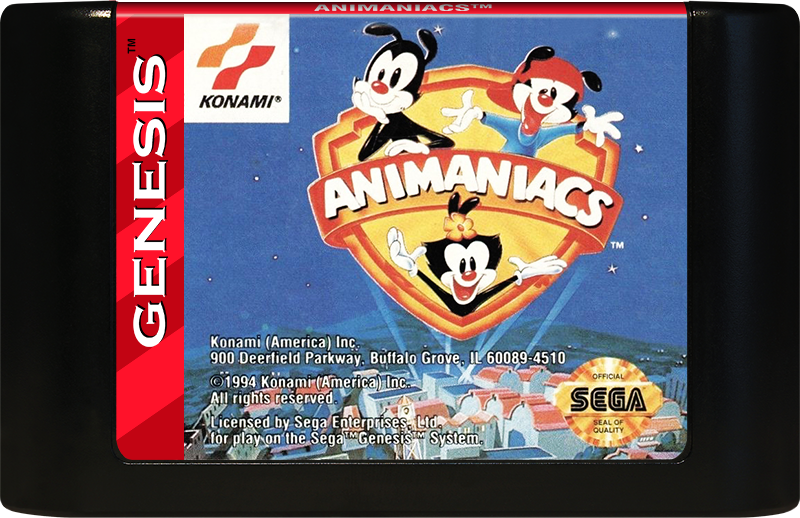 ANIMANIACS™
GENESIS™
KONAMI®
ANIMANIACS
™
Konami (America) Inc.
900 Deerfield Parkway, Buffalo Grove, IL 60089-4510
©1994 Konami (America) Inc.
All rights reserved.
Licensed by Sega Enterprises, Ltd.
for play on the Sega™ Genesis™ System.
OFFICIAL
SEGA
SEAL OF
QUALITY